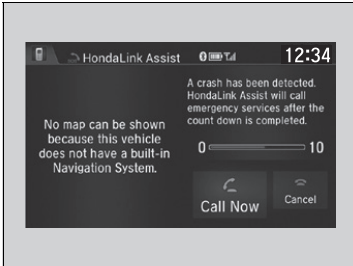 HondaLink Assist
12:34
A crash has been detected.
HondaLink Assist will call
emergency services after the
count down is completed.
No map can be shown
because this vehicle
does not have a built-in
Navigation System.
0 10
Call Now
Cancel